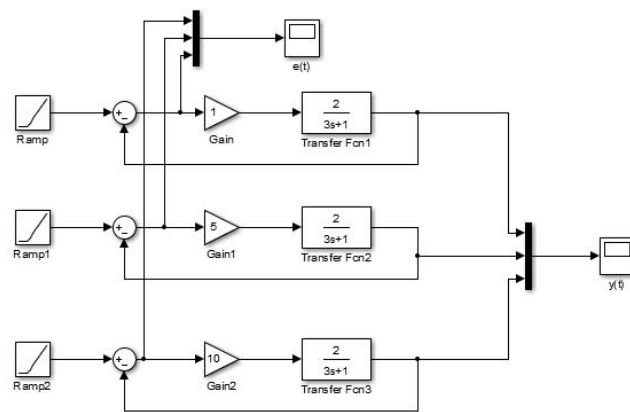 e(t)
+
−
1
2
3s+1
Ramp
Gain
Transfer Fcn1
+
−
5
2
3s+1
Ramp1
Gain1
Transfer Fcn2
y(t)
+
−
10
2
3s+1
Ramp2
Gain2
Transfer Fcn3